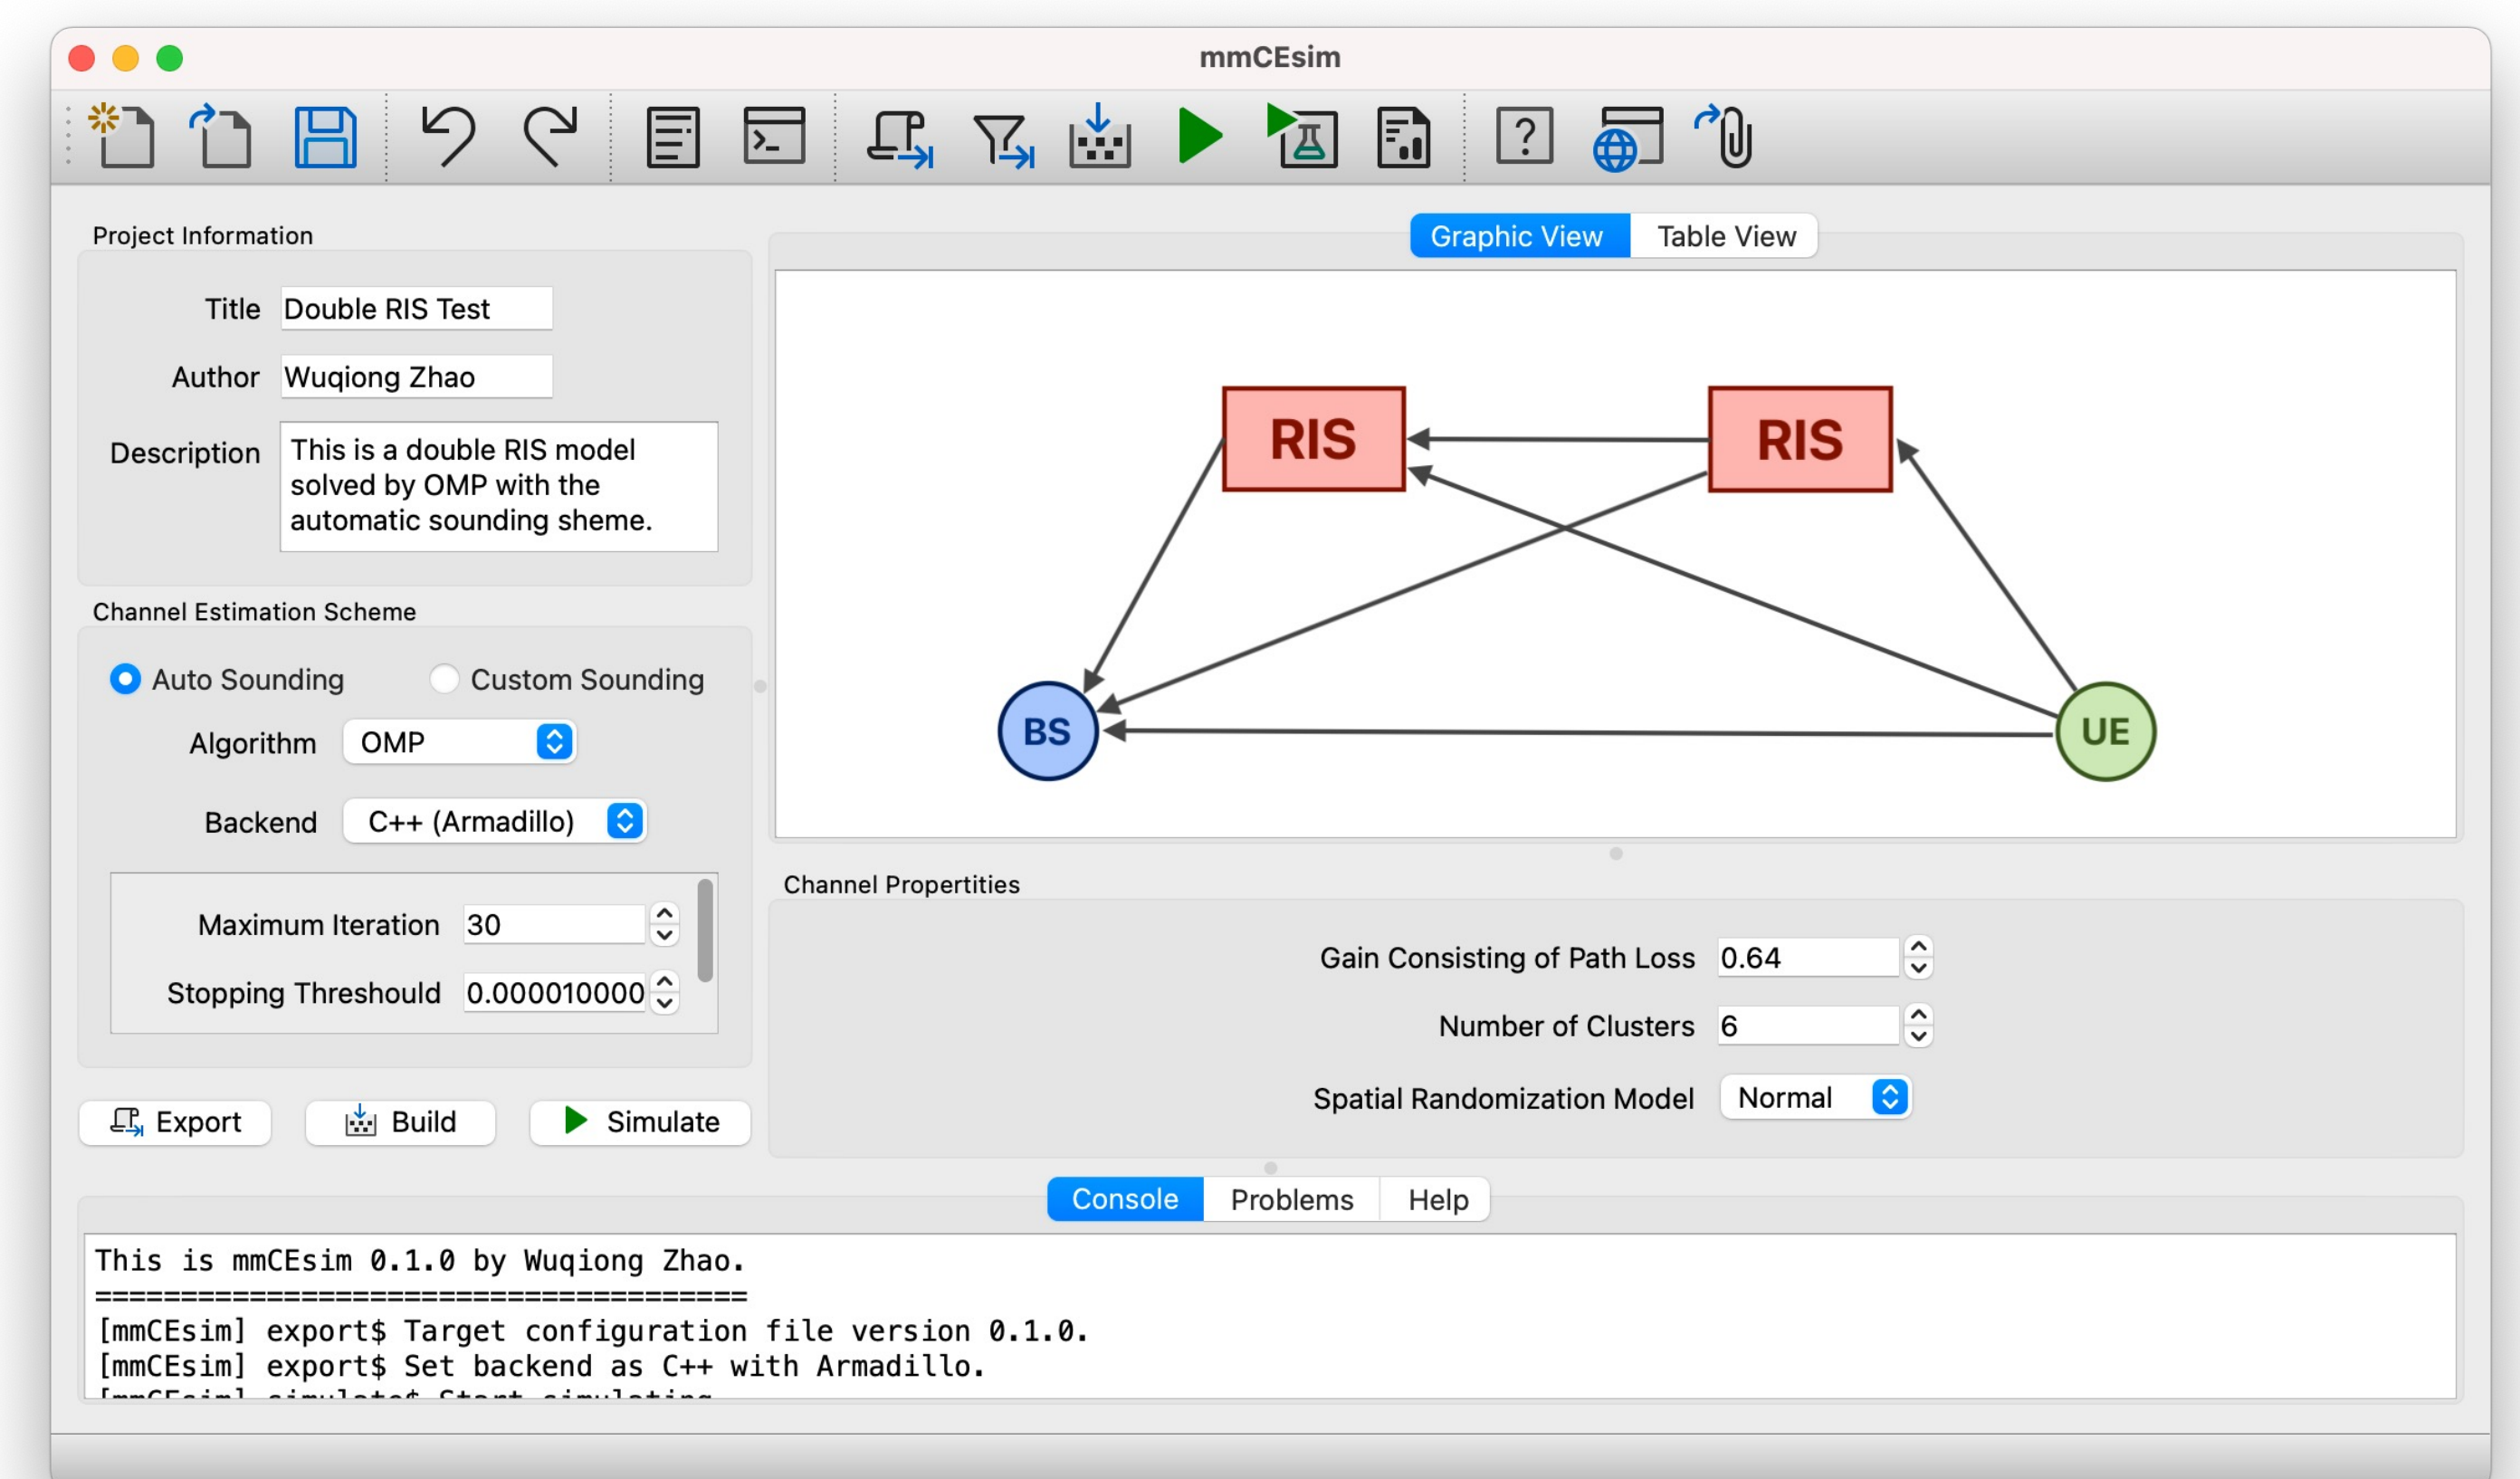 mmCEsim
Project Information
Title Double RIS Test
Author Wuqiong Zhao
Description This is a double RIS model
solved by OMP with the
automatic sounding sheme.
Channel Estimation Scheme
Auto Sounding Custom Sounding
Algorithm OMP
Backend C++ (Armadillo)
Maximum Iteration 30
Stopping Threshould 0.000010000
Export Build Simulate
Graphic View Table View
RIS RIS
BS UE
Channel Propertities
Gain Consisting of Path Loss 0.64
Number of Clusters 6
Spatial Randomization Model Normal
Console Problems Help
This is mmCEsim 0.1.0 by Wuqiong Zhao.
======================================
[mmCEsim] export$ Target configuration file version 0.1.0.
[mmCEsim] export$ Set backend as C++ with Armadillo.
[mmCEsim] simulate$ Start simulating